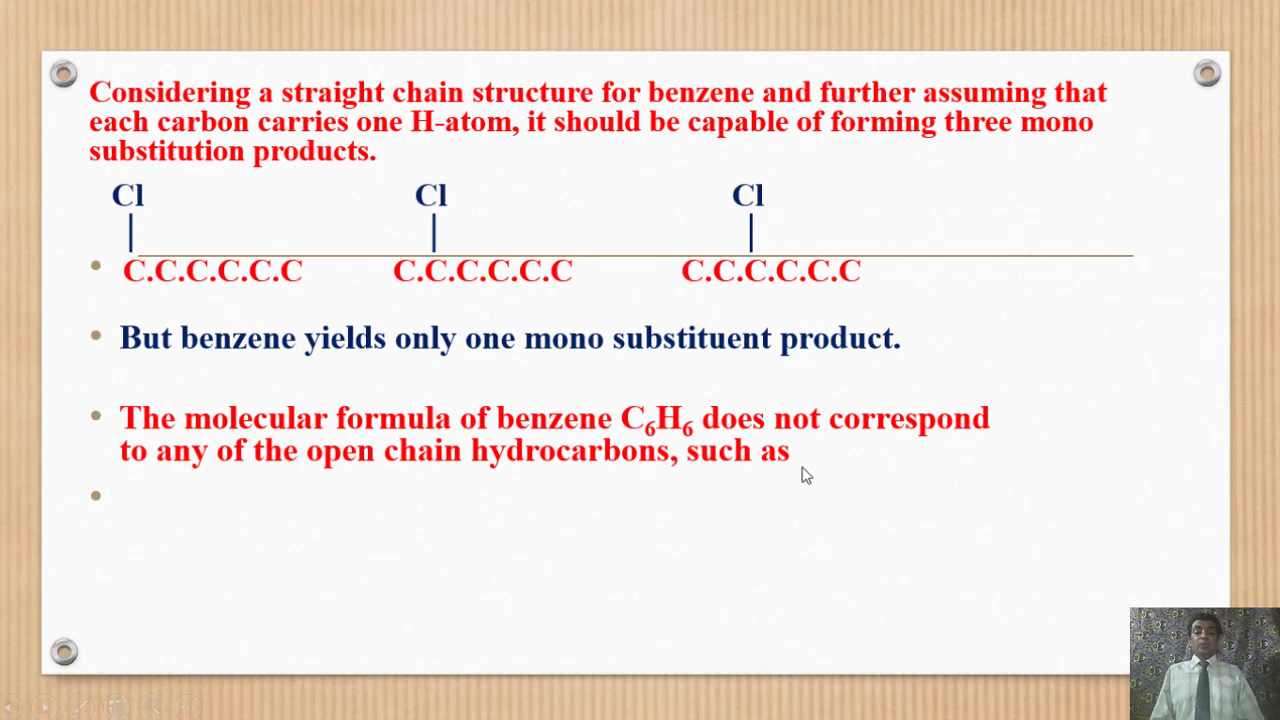 Considering a straight chain structure for benzene and further assuming that
each carbon carries one H-atom, it should be capable of forming three mono
substitution products.
Cl Cl Cl
| | |
• C.C.C.C.C.C C.C.C.C.C.C C.C.C.C.C.C
• But benzene yields only one mono substituent product.
• The molecular formula of benzene C₆H₆ does not correspond
to any of the open chain hydrocarbons, such as
•